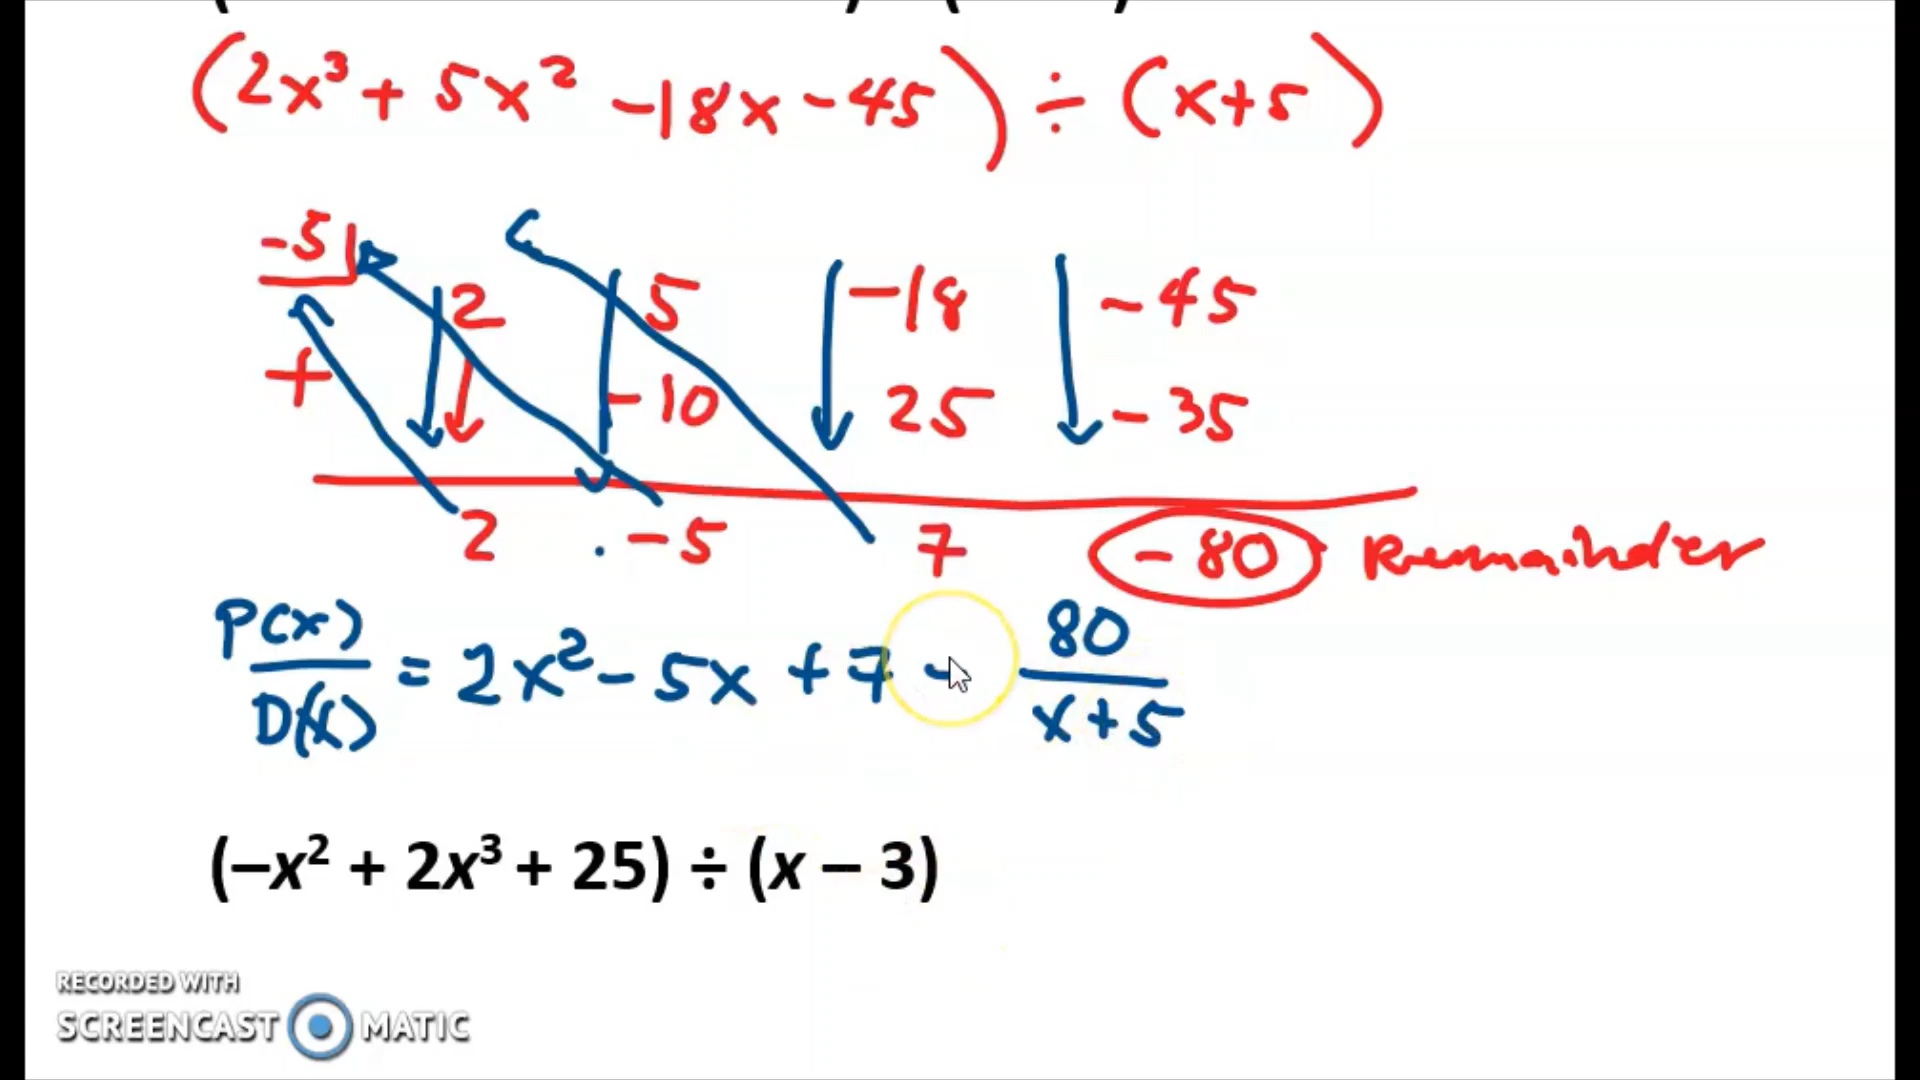 (2x³ + 5x² -18x - 45) ÷ (x+5)
-5 2 5 -18 -45
+ -10 25 -35
2 -5 7 -80 Remainder
P(x)/D(x) = 2x² - 5x + 7 - 80/x+5
(–x² + 2x³ + 25) ÷ (x – 3)
RECORDED WITH
SCREENCAST MATIC